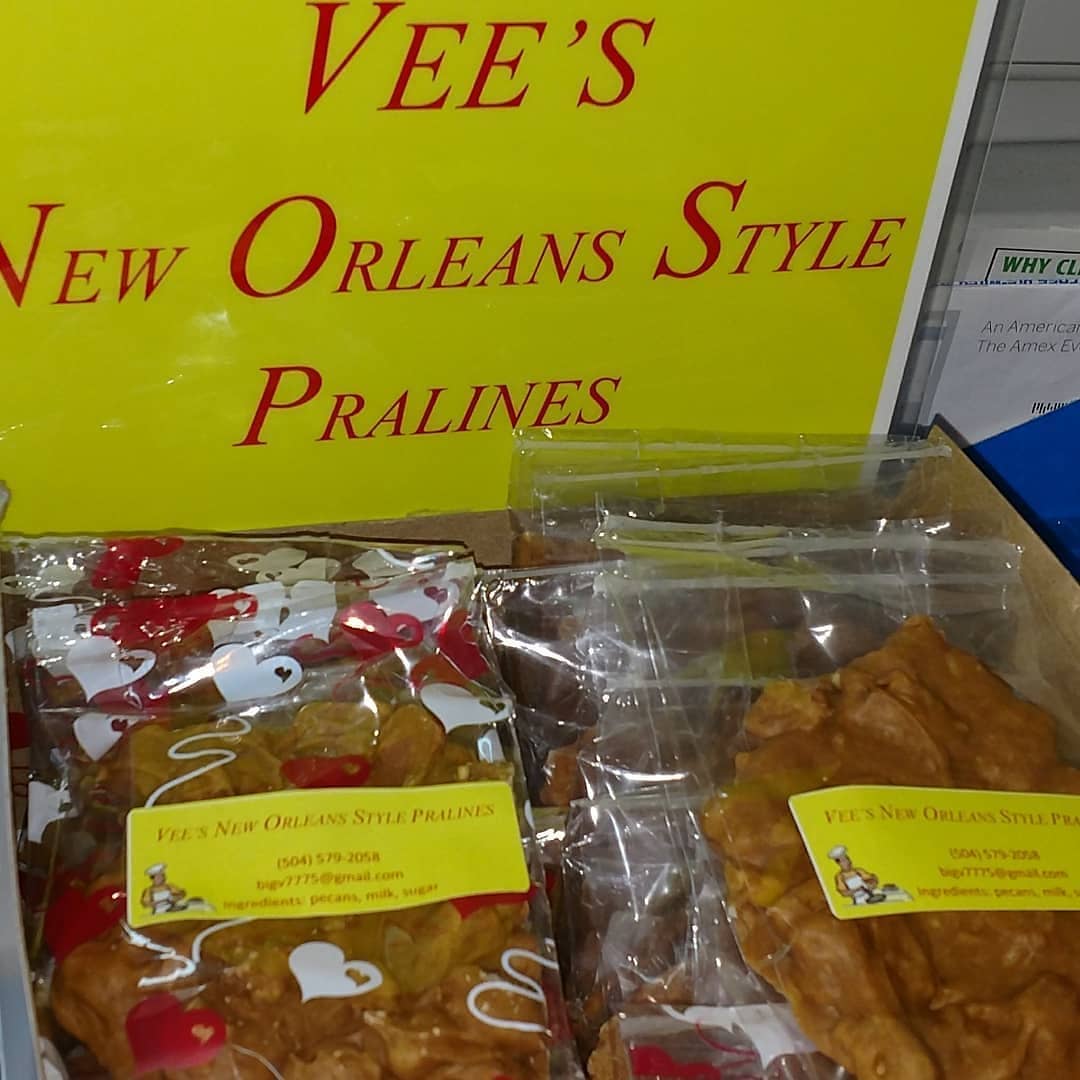 VEE'S
NEW ORLEANS STYLE
PRALINES
WHY CL
An American
The Amex Ev
VEE'S NEW ORLEANS STYLE PRALINES
(504) 579-2058
bigv7775@gmail.com
Ingredients: pecans, milk, sugar
VEE'S NEW ORLEANS STYLE PRA
(504) 579-2058
bigv7775@gmail.com
Ingredients: pecans, milk, s